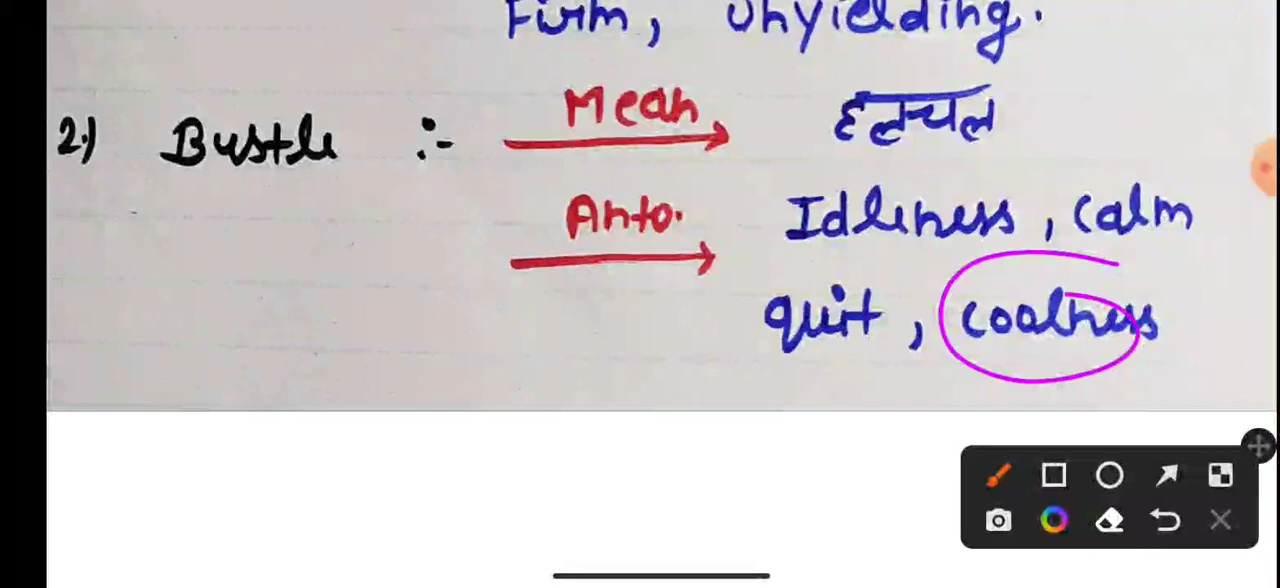 Firm, Unyielding.
2.) Bustle :- Mean हलचल
Anto. Idleness, calm
quit, coolness